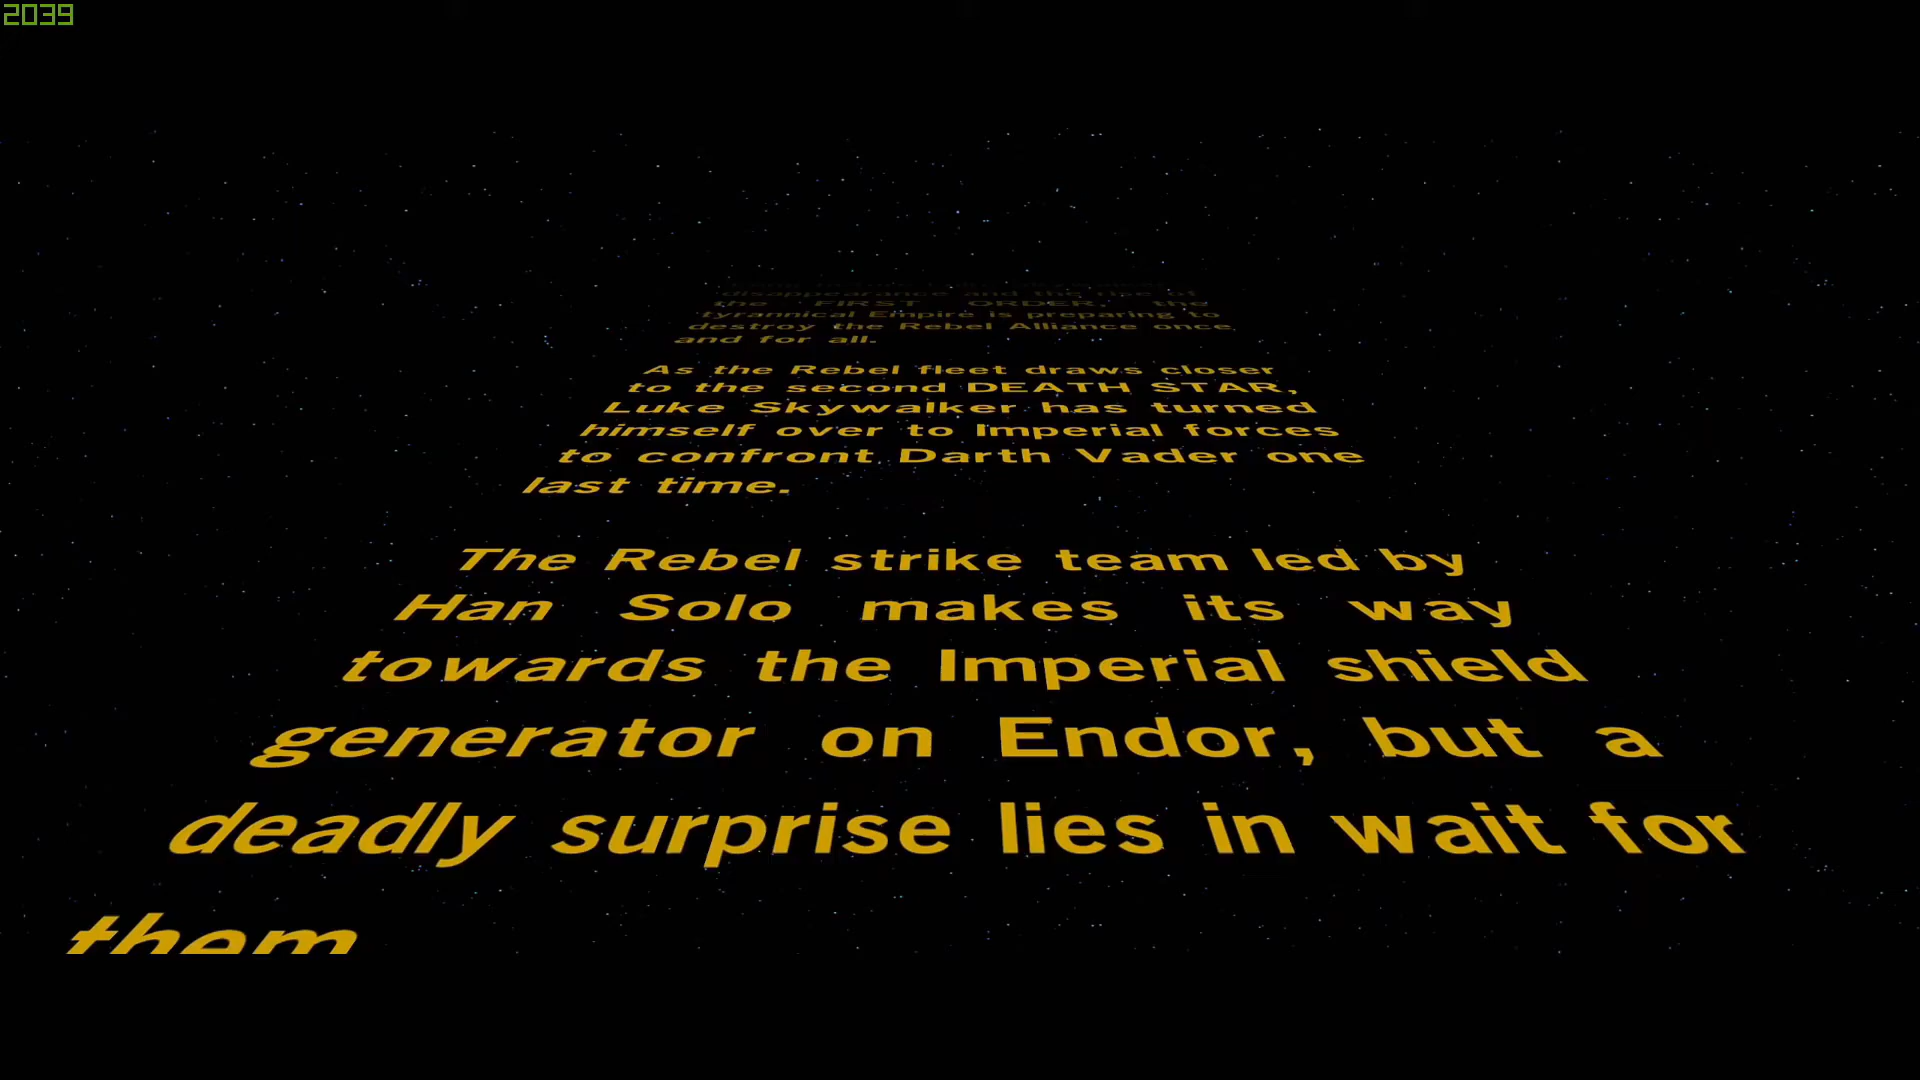 2039
disappearance and the rise of
the FIRST ORDER, the
tyrannical Empire is preparing to
destroy the Rebel Alliance once
and for all.
As the Rebel fleet draws closer
to the second DEATH STAR,
Luke Skywalker has turned
himself over to Imperial forces
to confront Darth Vader one
last time.
The Rebel strike team led by
Han Solo makes its way
towards the Imperial shield
generator on Endor, but a
deadly surprise lies in wait for
them